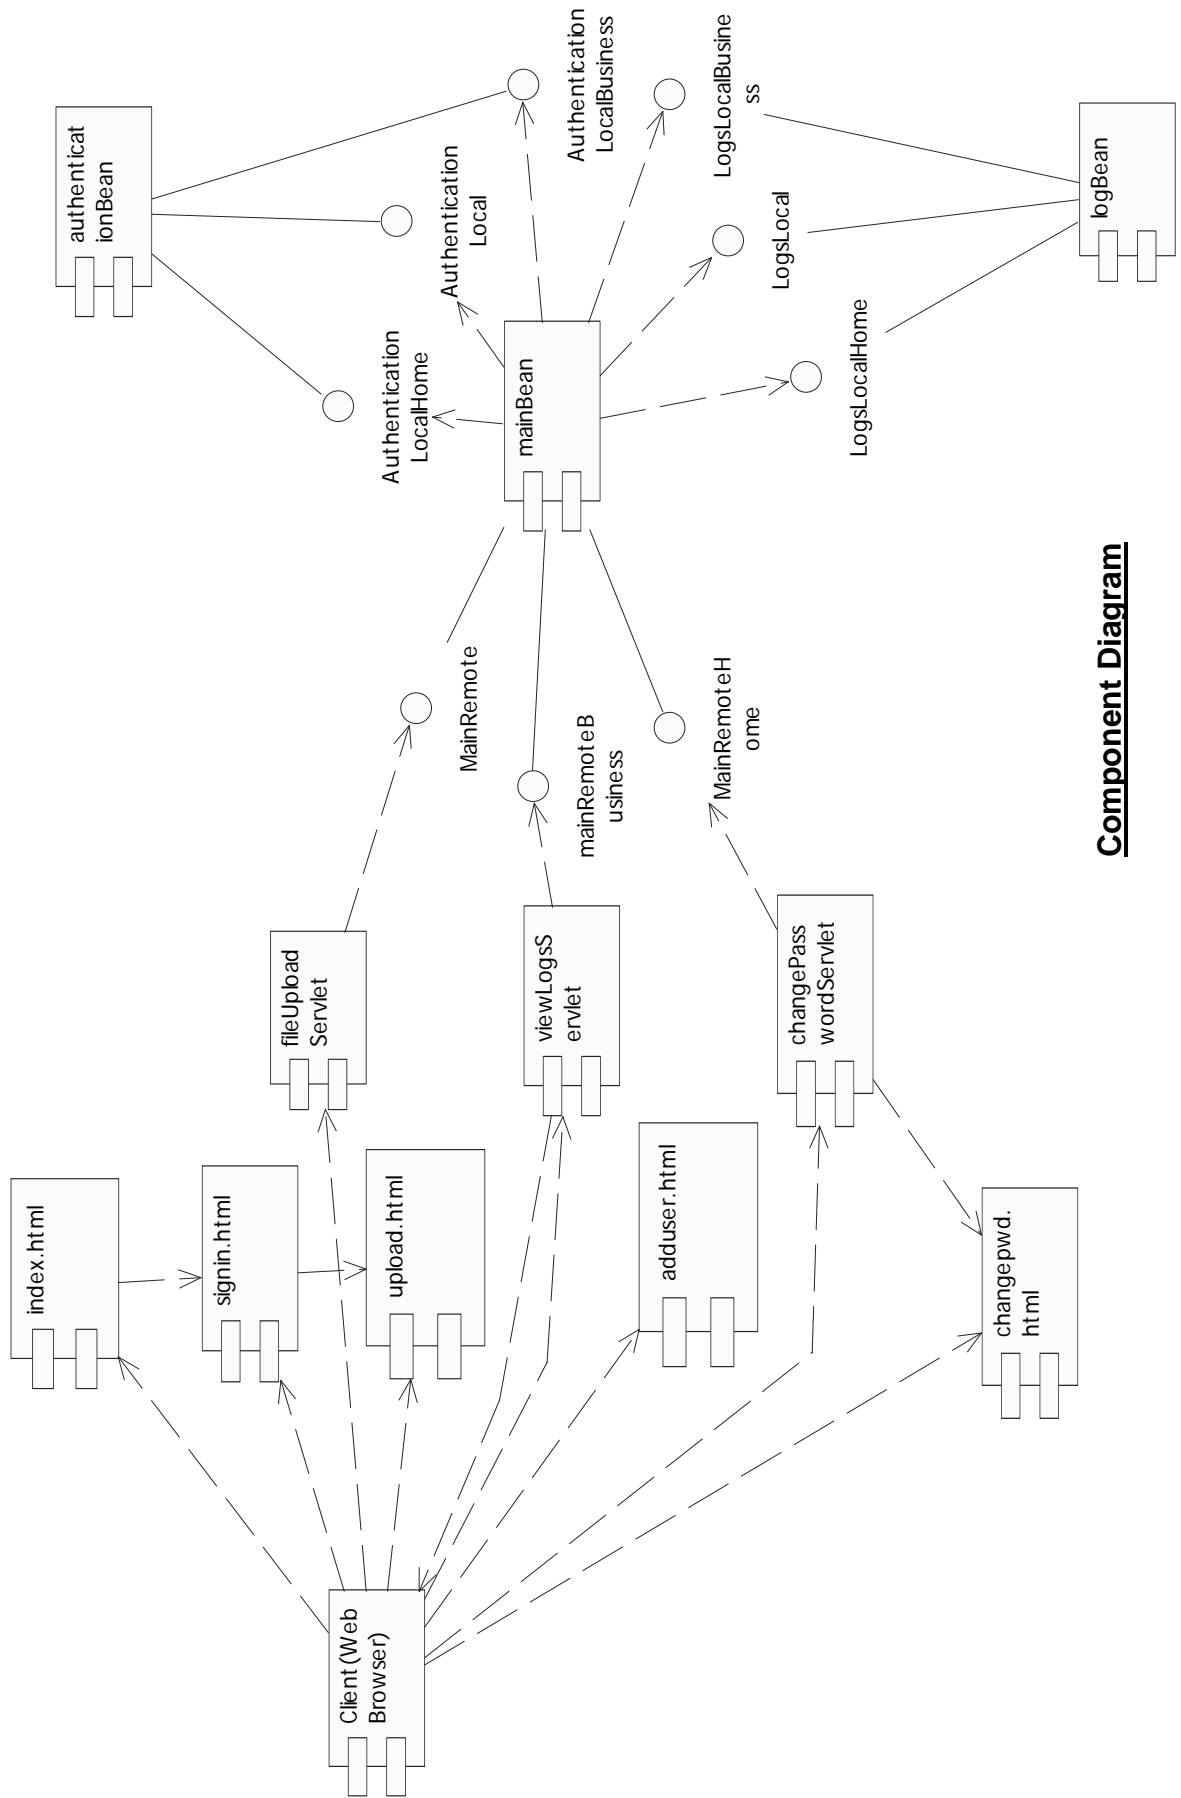 index.html
signin.html
upload.html
Client(Web
Browser)
fileUpload
Servlet
viewLogsS
ervlet
adduser.html
changePass
wordServlet
changepwd.
html
MainRemote
mainRemoteB
usiness
MainRemoteH
ome
mainBean
authenticat
ionBean
Authentication
LocalHome
Authentication
Local
Authentication
LocalBusiness
LogsLocalBusine
ss
LogsLocal
LogsLocalHome
logBean
Component Diagram